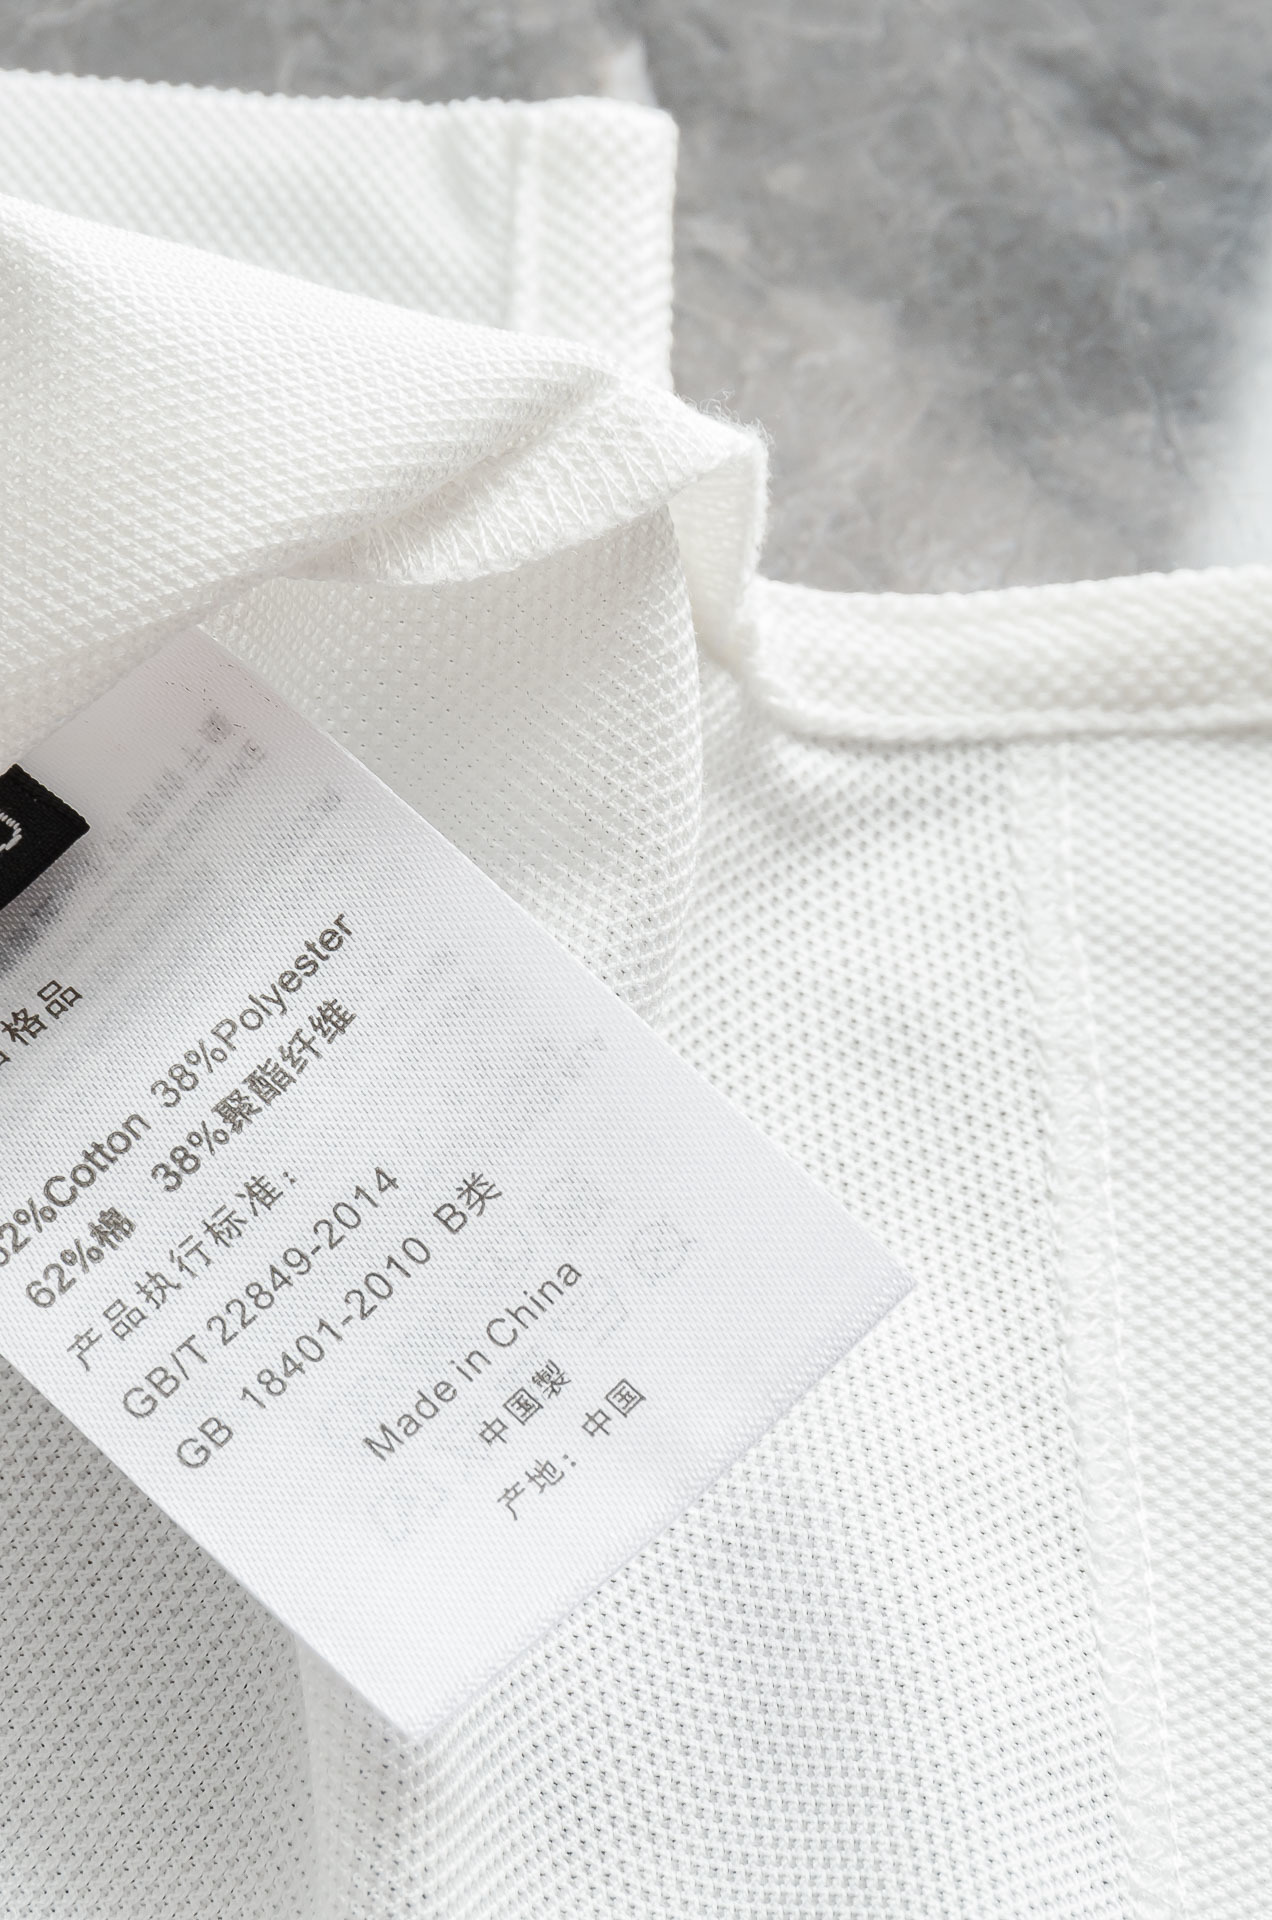 格品
62%Cotton 38%Polyester
62%棉 38%聚酯纤维
产品执行标准：
GB/T 22849-2014
GB 18401-2010 B类
Made in China
中国製
产地：中国